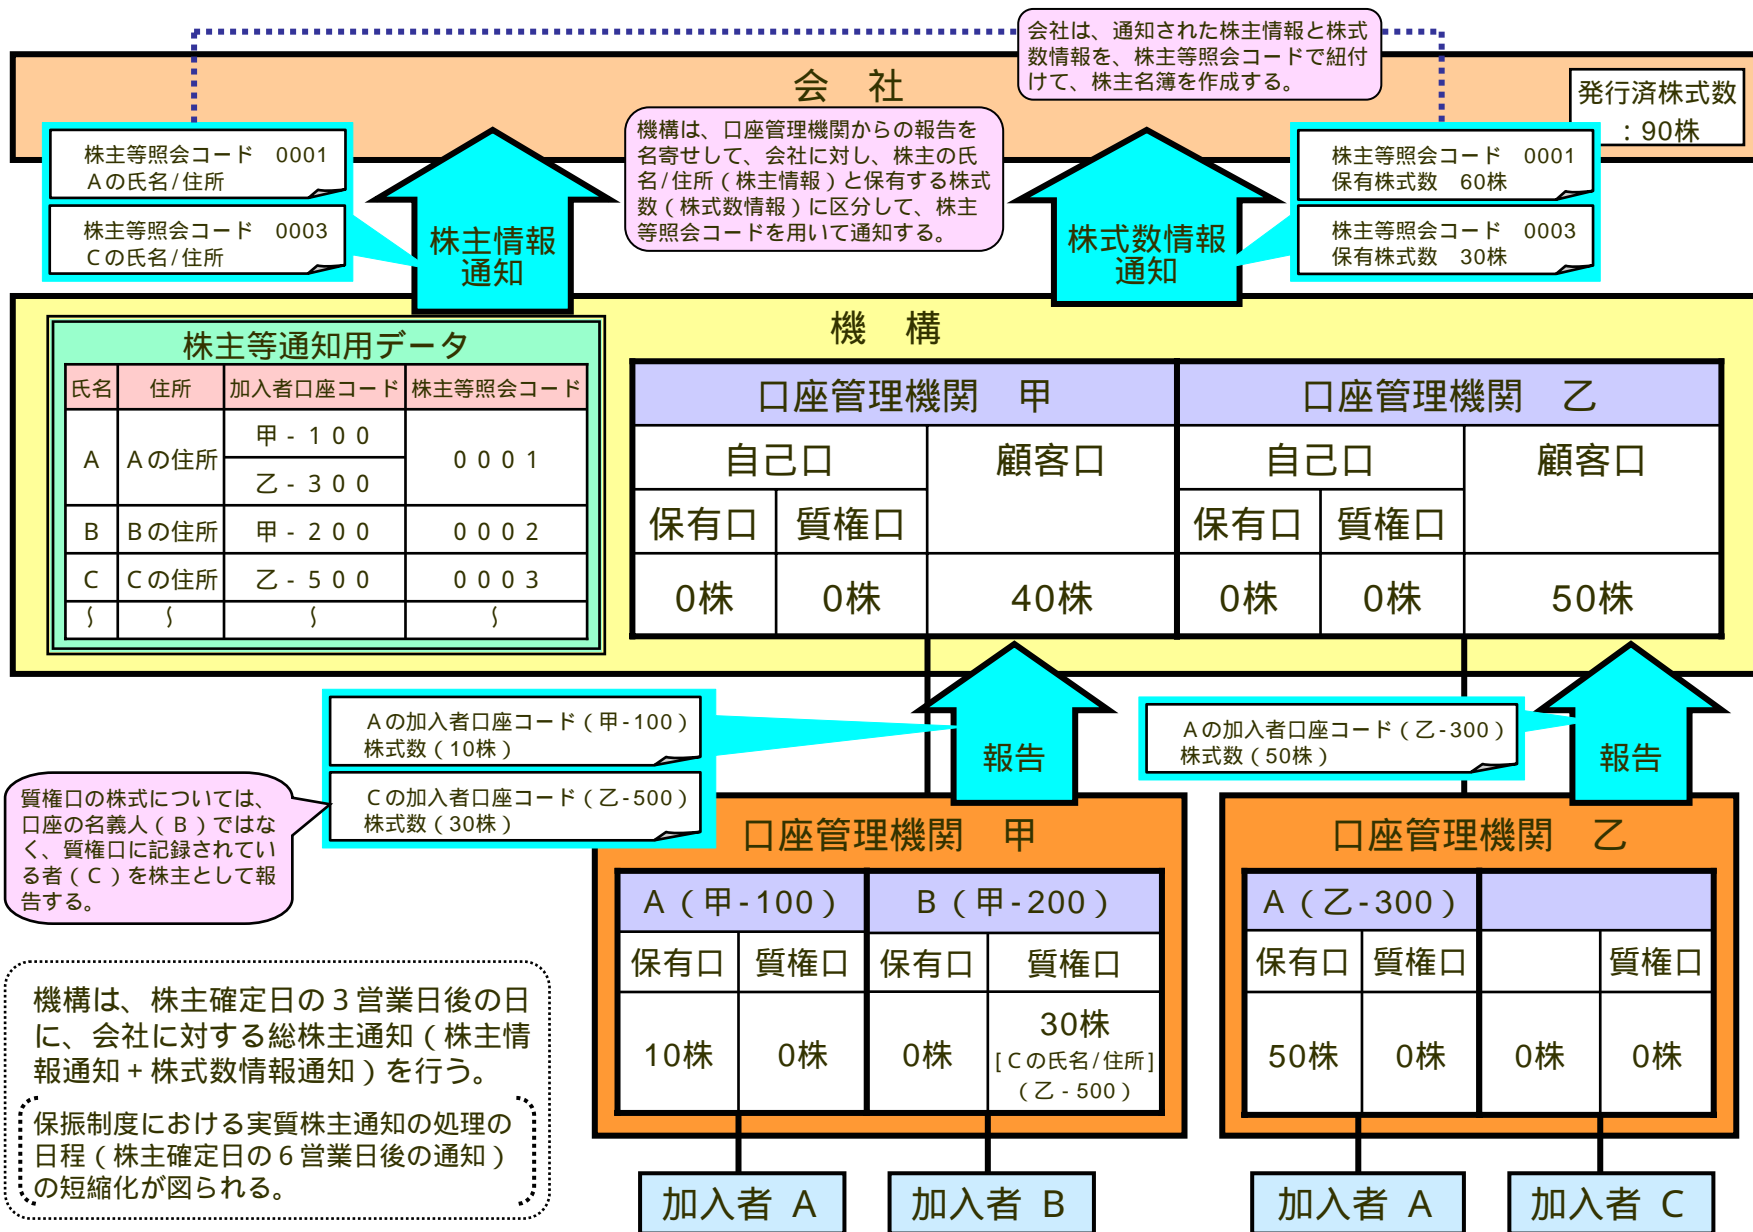 会社は、通知された株主情報と株式
数情報を、株主等照会コードで紐付
けて、株主名簿を作成する。
会　社
発行済株式数
：90株
株主等照会コード　0001
Aの氏名/住所
株主等照会コード　0003
Cの氏名/住所
株主情報
通知
機構は、口座管理機関からの報告を
名寄せして、会社に対し、株主の氏
名/住所（株主情報）と保有する株式
数（株式数情報）に区分して、株主
等照会コードを用いて通知する。
株式数情報
通知
株主等照会コード　0001
保有株式数　60株
株主等照会コード　0003
保有株式数　30株
機　構
株主等通知用データ
氏名　住所　加入者口座コード　株主等照会コード
A　Aの住所　甲-100　0001
乙-300
B　Bの住所　甲-200　0002
C　Cの住所　乙-500　0003
～　～　～　～
口座管理機関　甲　口座管理機関　乙
自己口　顧客口　自己口　顧客口
保有口　質権口　保有口　質権口
0株　0株　40株　0株　0株　50株
Aの加入者口座コード（甲-100）
株式数（10株）
Cの加入者口座コード（乙-500）
株式数（30株）
報告
Aの加入者口座コード（乙-300）
株式数（50株）
報告
質権口の株式については、
口座の名義人（B）ではな
く、質権口に記録されてい
る者（C）を株主として報
告する。
口座管理機関　甲
A（甲-100）　B（甲-200）
保有口　質権口　保有口　質権口
10株　0株　0株　30株
[Cの氏名/住所]
（乙-500）
口座管理機関　乙
A（乙-300）
保有口　質権口　質権口
50株　0株　0株　0株
機構は、株主確定日の3営業日後の日
に、会社に対する総株主通知（株主情
報通知+株式数情報通知）を行う。
保振制度における実質株主通知の処理の
日程（株主確定日の6営業日後の通知）
の短縮化が図られる。
加入者 A　加入者 B　加入者 A　加入者 C